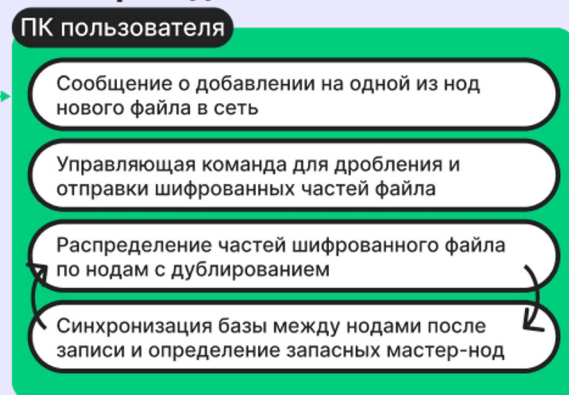 ПК пользователя
Сообщение о добавлении на одной из нод
нового файла в сеть
Управляющая команда для дробления и
отправки шифрованных частей файла
Распределение частей шифрованного файла
по нодам с дублированием
Синхронизация базы между нодами после
записи и определение запасных мастер-нод